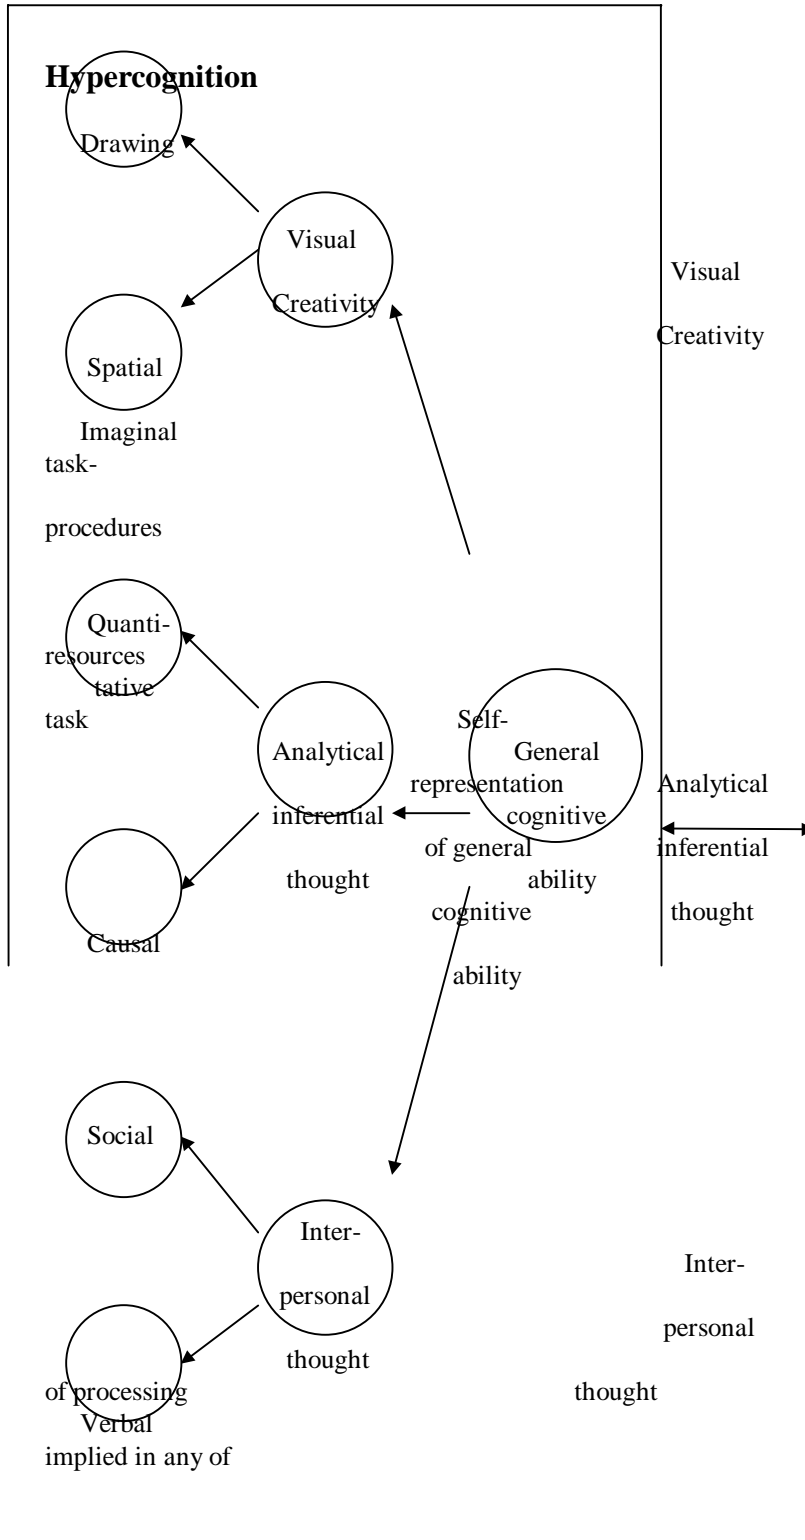 Hypercognition
Drawing
Visual
Visual
Creativity
Creativity
Spatial
Imaginal
task-
procedures
Quanti-
resources
tative
task
Self-
Analytical
General
representation
Analytical
inferential
cognitive
of general
inferential
thought
ability
cognitive
thought
Causal
ability
Social
Inter-
Inter-
personal
personal
thought
of processing
thought
Verbal
implied in any of